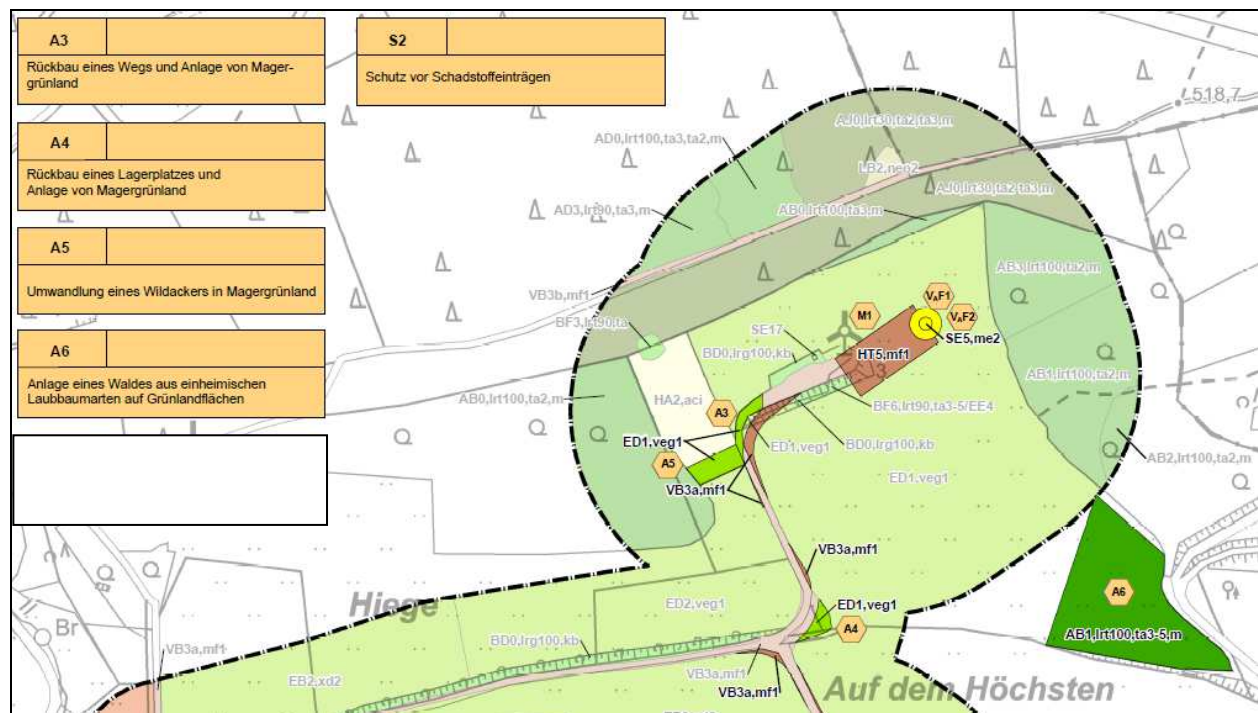 A3
Rückbau eines Wegs und Anlage von Mager-
grünland
A4
Rückbau eines Lagerplatzes und
Anlage von Magergrünland
A5
Umwandlung eines Wildackers in Magergrünland
A6
Anlage eines Waldes aus einheimischen
Laubbaumarten auf Grünlandflächen
S2
Schutz vor Schadstoffeinträgen
518,7
AJ0,lrt30,ta2,ta3,m
AD0,lrt100,ta3,ta2,m
LB2,neo2
AJ0,lrt30,ta2,ta3,m
AD3,lrt90,ta3,m
AB0,lrt100,ta3,m
AB3,lrt100,ta2,m
VB3b,mf1
BF3,lrt90,ta
M1
VAF1
VAF2
SE17
SE5,me2
BD0,lrg100,kb
HT5,mf1
3
AB1,lrt100,ta2,m
BF6,lrt90,ta3-5/EE4
AB0,lrt100,ta2,m
HA2,aci
A3
BD0,lrg100,kb
ED1,veg1
ED1,veg1
AB2,lrt100,ta2,m
A5
ED1,veg1
VB3a,mf1
VB3a,mf1
A6
Hiege
ED2,veg1
ED1,veg1
A4
Br
AB1,lrt100,ta3-5,m
BD0,lrg100,kb
VB3a,mf1
VB3a,mf1
EB2,xd2
VB3a,mf1
Auf dem Höchsten